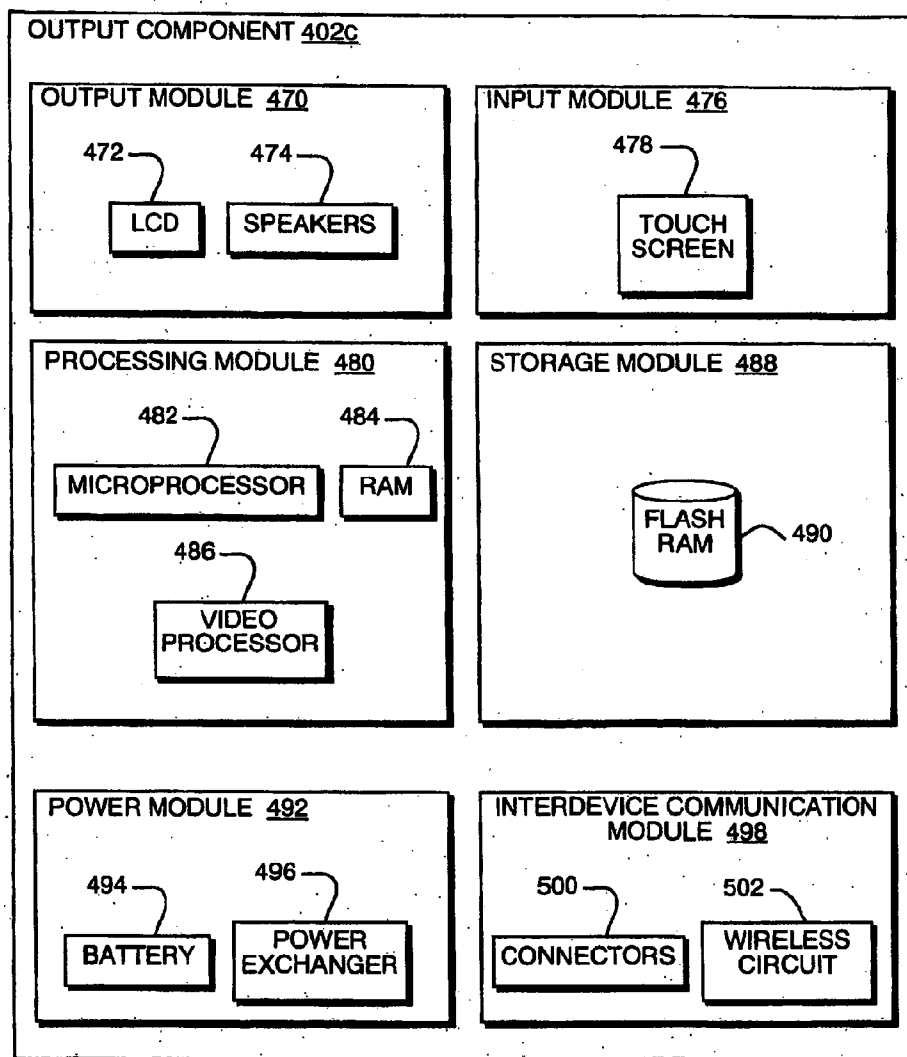 OUTPUT COMPONENT 402c
OUTPUT MODULE 470
472
474
LCD
SPEAKERS
INPUT MODULE 476
478
TOUCH
SCREEN
PROCESSING MODULE 480
482
484
MICROPROCESSOR
RAM
486
VIDEO
PROCESSOR
STORAGE MODULE 488
FLASH
RAM
490
POWER MODULE 492
494
496
BATTERY
POWER
EXCHANGER
INTERDEVICE COMMUNICATION
MODULE 498
500
502
CONNECTORS
WIRELESS
CIRCUIT